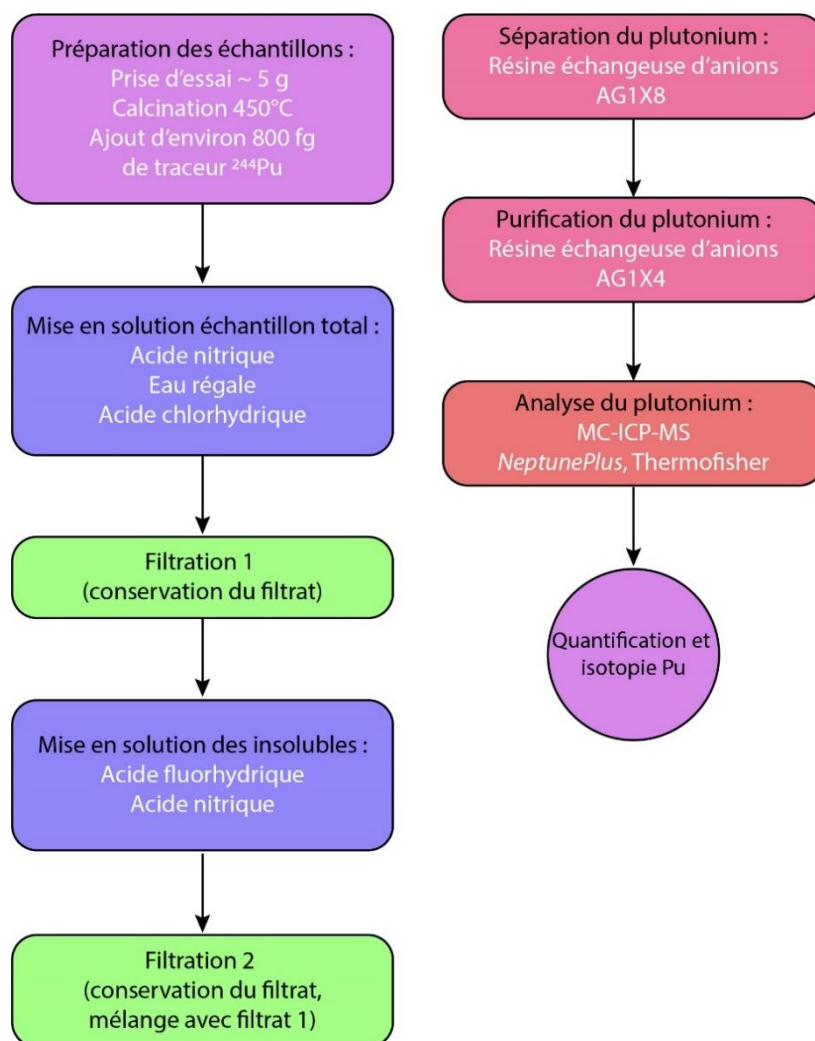 Préparation des échantillons :
Prise d'essai ~ 5 g
Calcination 450°C
Ajout d'environ 800 fg
de traceur ²⁴⁴Pu
Mise en solution échantillon total :
Acide nitrique
Eau régale
Acide chlorhydrique
Filtration 1
(conservation du filtrat)
Mise en solution des insolubles :
Acide fluorhydrique
Acide nitrique
Filtration 2
(conservation du filtrat,
mélange avec filtrat 1)
Séparation du plutonium :
Résine échangeuse d'anions
AG1X8
Purification du plutonium :
Résine échangeuse d'anions
AG1X4
Analyse du plutonium :
MC-ICP-MS
NeptunePlus, Thermofisher
Quantification et
isotopie Pu